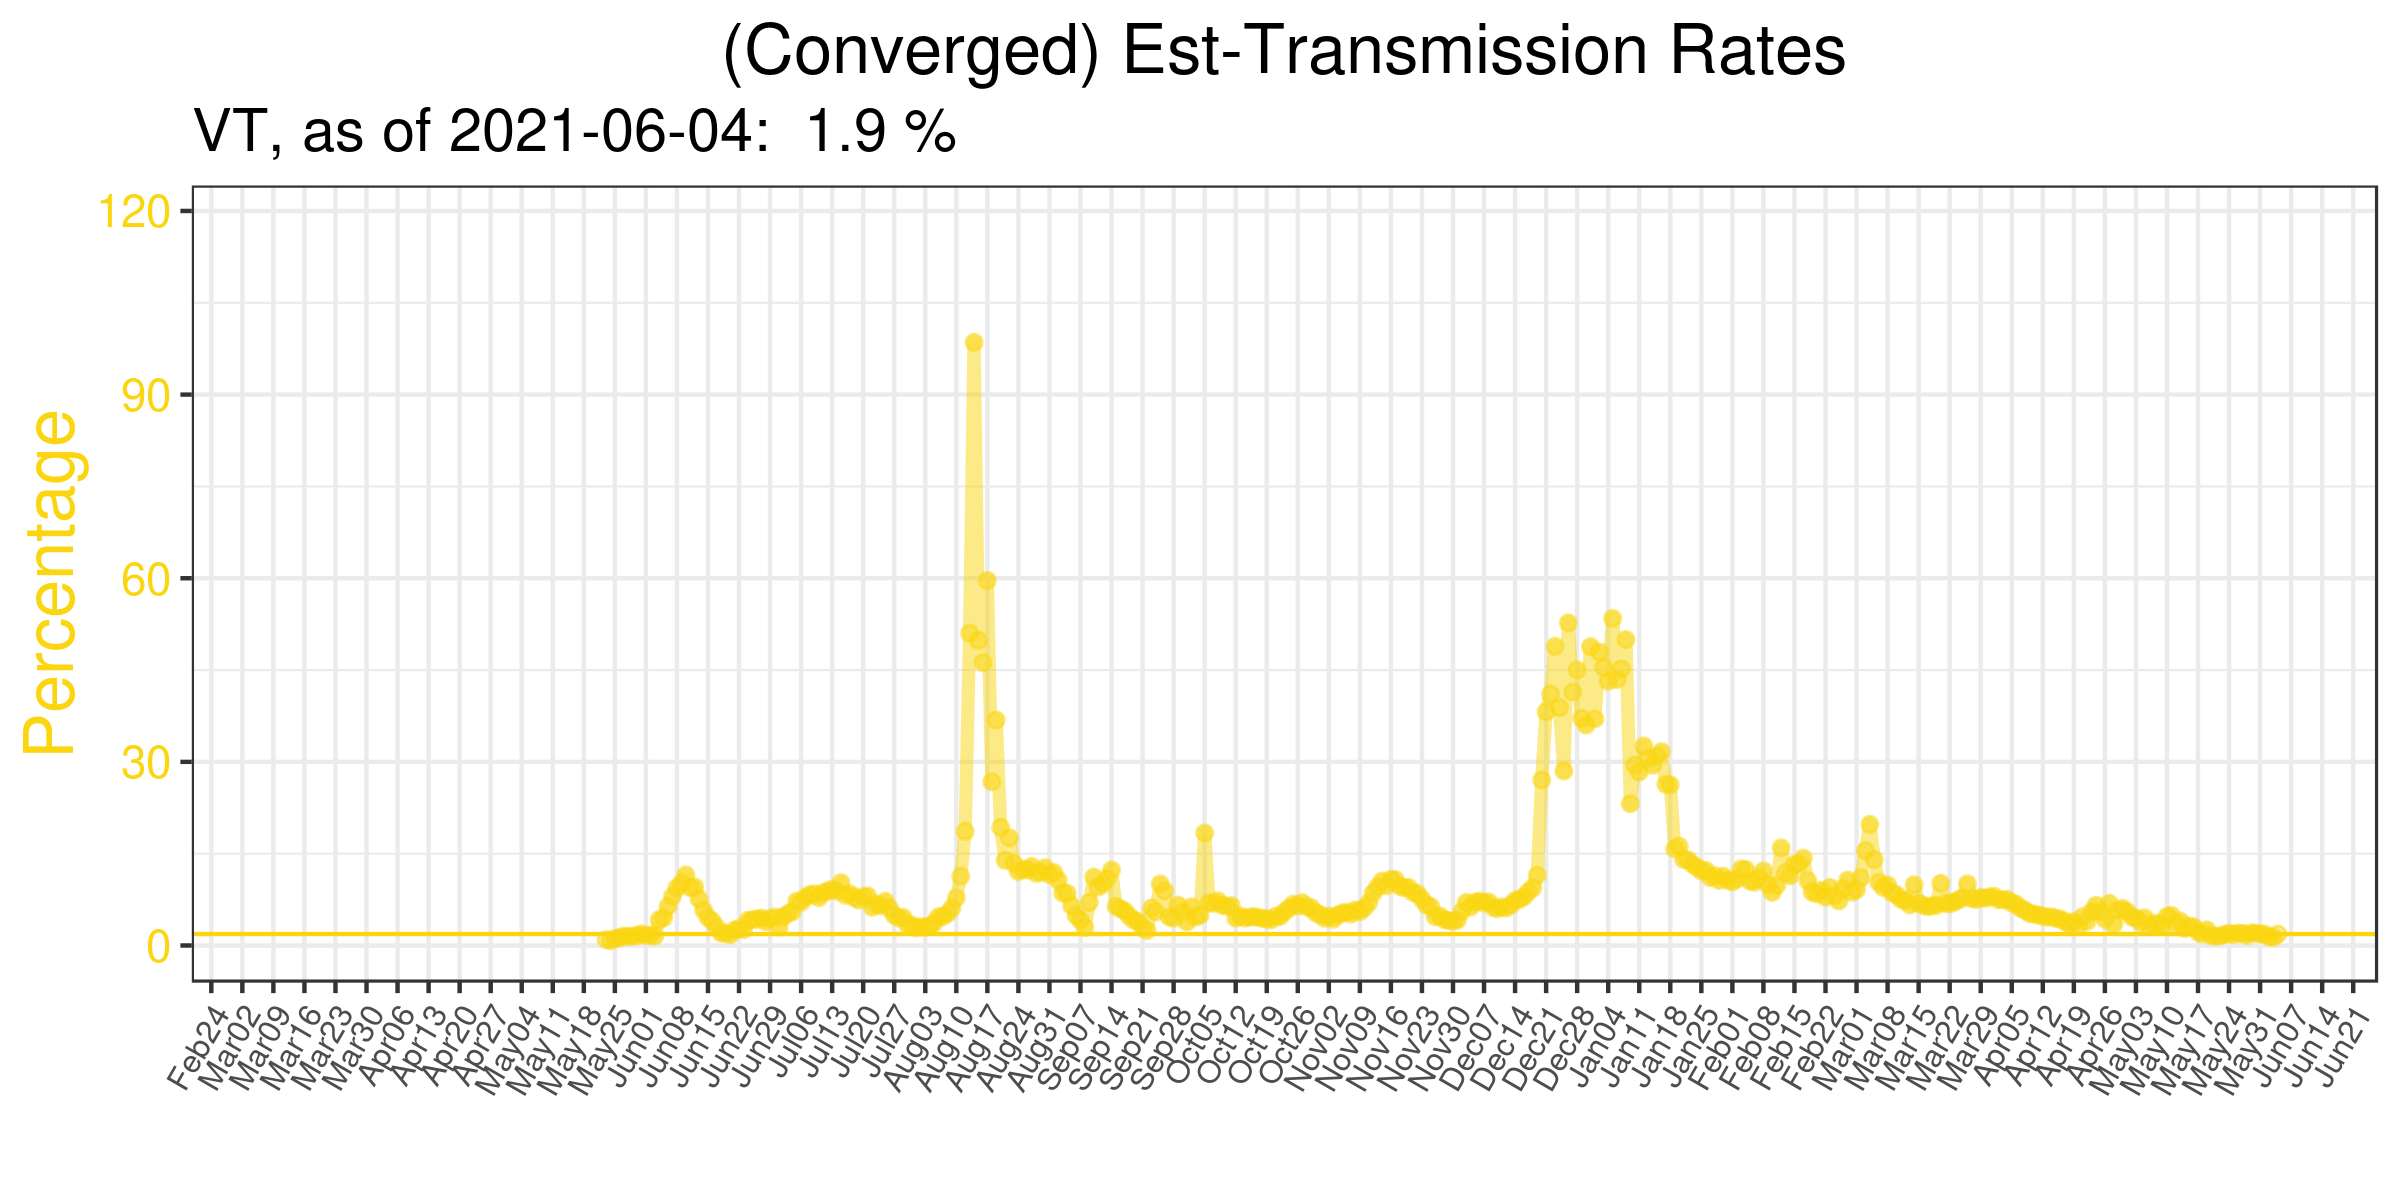 (Converged) Est-Transmission Rates
VT, as of 2021-06-04:  1.9 %
Percentage
120
90
60
30
0
Feb24
Mar02
Mar09
Mar16
Mar23
Mar30
Apr06
Apr13
Apr20
Apr27
May04
May11
May18
May25
Jun01
Jun08
Jun15
Jun22
Jun29
Jul06
Jul13
Jul20
Jul27
Aug03
Aug10
Aug17
Aug24
Aug31
Sep07
Sep14
Sep21
Sep28
Oct05
Oct12
Oct19
Oct26
Nov02
Nov09
Nov16
Nov23
Nov30
Dec07
Dec14
Dec21
Dec28
Jan04
Jan11
Jan18
Jan25
Feb01
Feb08
Feb15
Feb22
Mar01
Mar08
Mar15
Mar22
Mar29
Apr05
Apr12
Apr19
Apr26
May03
May10
May17
May24
May31
Jun07
Jun14
Jun21